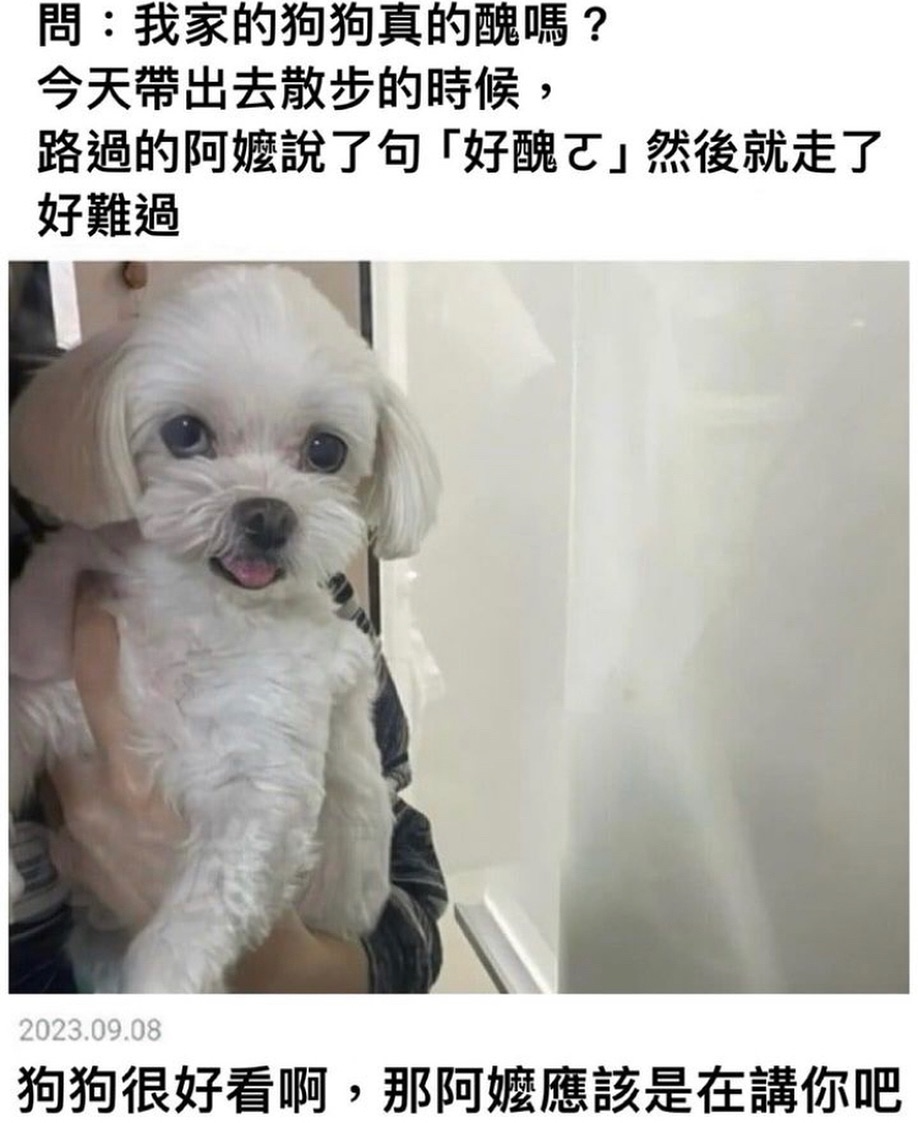 問：我家的狗狗真的醜嗎？
今天帶出去散步的時候，
路過的阿嬤說了句「好醜ㄛ」然後就走了
好難過
2023.09.08
狗狗很好看啊，那阿嬤應該是在講你吧